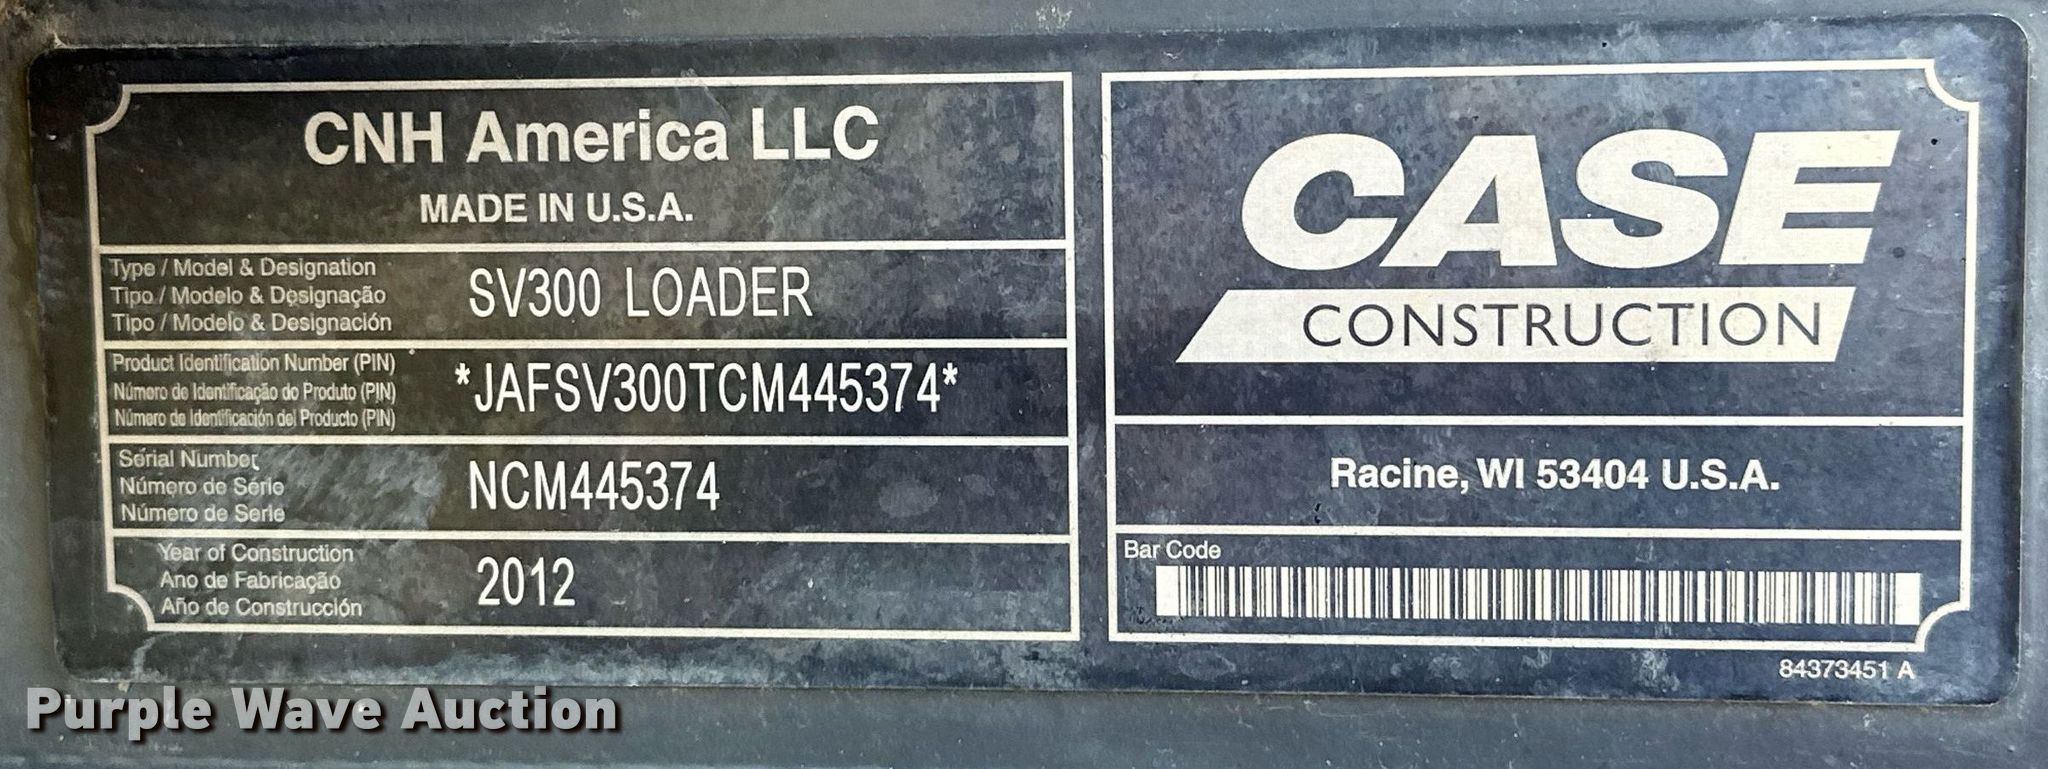 CNH America LLC
MADE IN U.S.A.
Type / Model & Designation
Tipo / Modelo & Designação
Tipo / Modelo & Designación
SV300 LOADER
Product Identification Number (PIN)
Número de Identificação do Produto (PIN)
Número de Identificación del Producto (PIN)
*JAFSV300TCM445374*
Serial Number
Número de Série
Número de Serie
NCM445374
Year of Construction
Ano de Fabricação
Año de Construcción
2012
CASE
CONSTRUCTION
Racine, WI 53404 U.S.A.
Bar Code
84373451 A
Purple Wave Auction